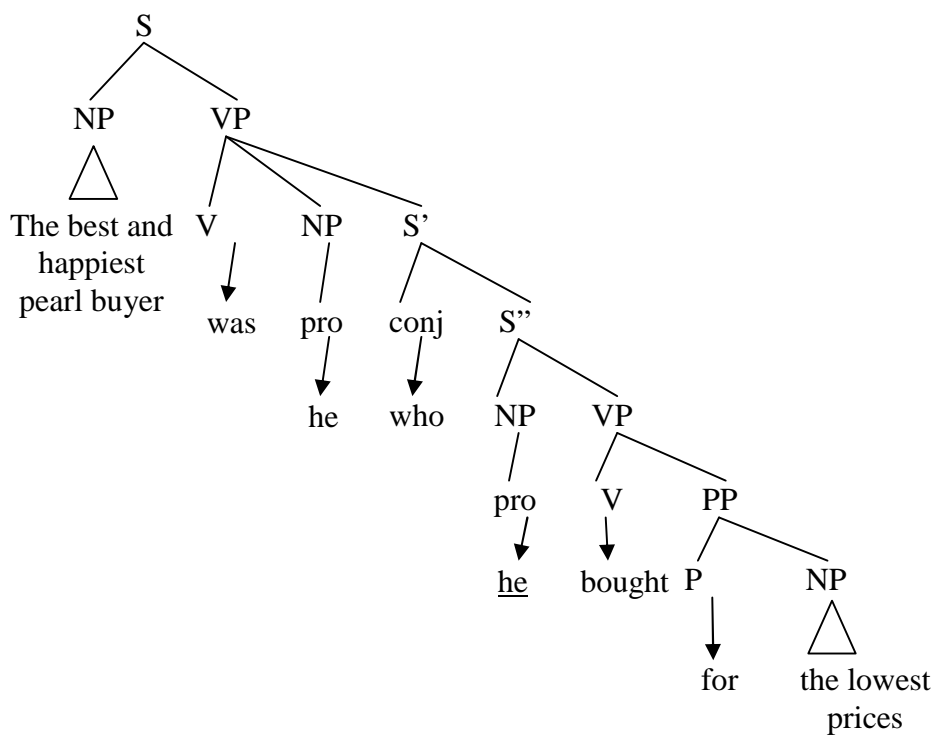 S
NP VP
The best and V NP S’
happiest
pearl buyer
was pro conj S”
he who NP VP
pro V PP
he bought P NP
for the lowest
prices